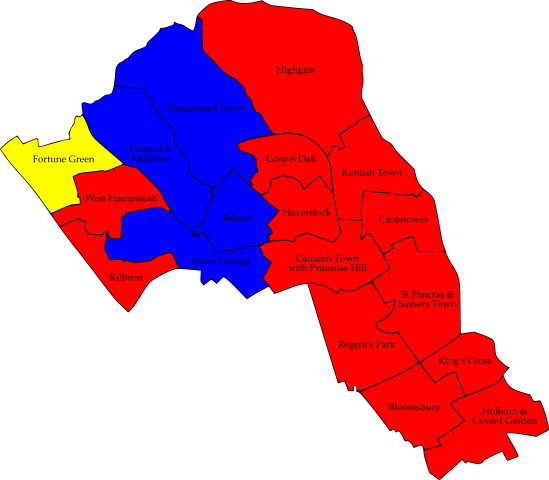 Highgate
Hampstead Town
Frognal &
Fitzjohns
Fortune Green
Gospel Oak
Kentish Town
West Hampstead
Haverstock
Belsize
Cantelowes
Swiss Cottage
Camden Town
with Primrose Hill
Kilburn
St Pancras &
Somers Town
Regent's Park
King's Cross
Bloomsbury
Holborn &
Covent Garden